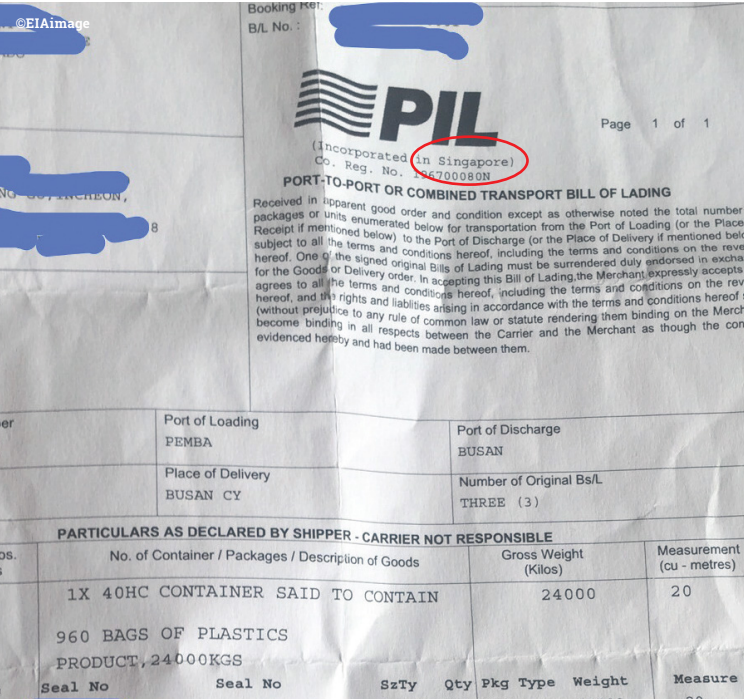 ©EIAimage
Booking Ref:
B/L No. :
PIL
Page 1 of 1
(Incorporated in Singapore)
Co. Reg. No. 196700080N
PORT-TO-PORT OR COMBINED TRANSPORT BILL OF LADING
Received in apparent good order and condition except as otherwise noted the total number
packages or units enumerated below for transportation from the Port of Loading (or the Place
Receipt if mentioned below) to the Port of Discharge (or the Place of Delivery if mentioned
subject to all the terms and conditions hereof, including the terms and conditions on the
hereof. One of the signed original Bills of Lading must be surrendered duly endorsed in
for the Goods or Delivery order. In accepting this Bill of Lading,the Merchant expressly accepts
agrees to all the terms and conditions hereof, including the terms and conditions on the
hereof, and the rights and liablities arising in accordance with the terms and conditions hereof
(without prejudice to any rule of common law or statute rendering them binding on the
become binding in all respects between the Carrier and the Merchant as though the
evidenced hereby and had been made between them.
INCHEON,
8
Port of Loading
PEMBA
Port of Discharge
BUSAN
Place of Delivery
BUSAN CY
Number of Original Bs/L
THREE (3)
PARTICULARS AS DECLARED BY SHIPPER - CARRIER NOT RESPONSIBLE
No. of Container / Packages / Description of Goods
Gross Weight
(Kilos)
Measurement
(cu - metres)
1X 40HC CONTAINER SAID TO CONTAIN
24000
20
960 BAGS OF PLASTICS
PRODUCT,24000KGS
Seal No Seal No SzTy Qty Pkg Type Weight Measure